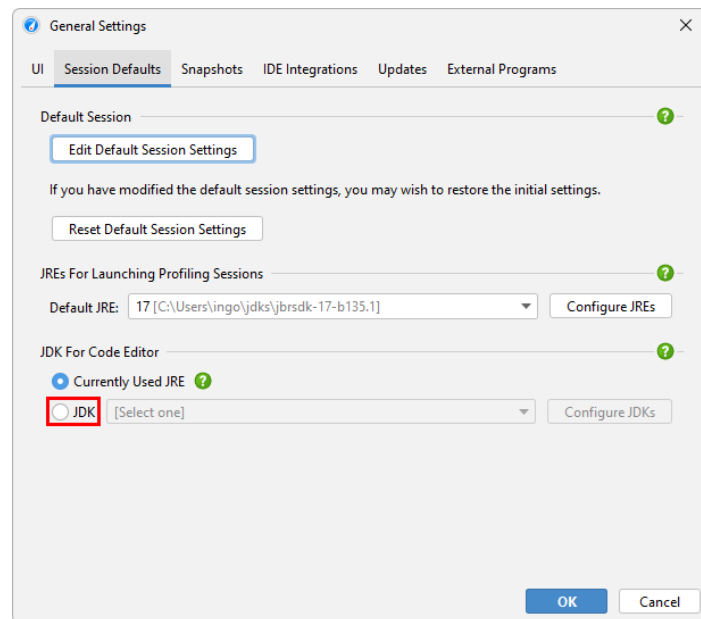 General Settings
UI Session Defaults Snapshots IDE Integrations Updates External Programs
Default Session
Edit Default Session Settings
If you have modified the default session settings, you may wish to restore the initial settings.
Reset Default Session Settings
JREs For Launching Profiling Sessions
Default JRE: 17 [C:\Users\ingo\jdks\jbrsdk-17-b135.1] Configure JREs
JDK For Code Editor
Currently Used JRE
JDK [Select one] Configure JDKs
OK Cancel